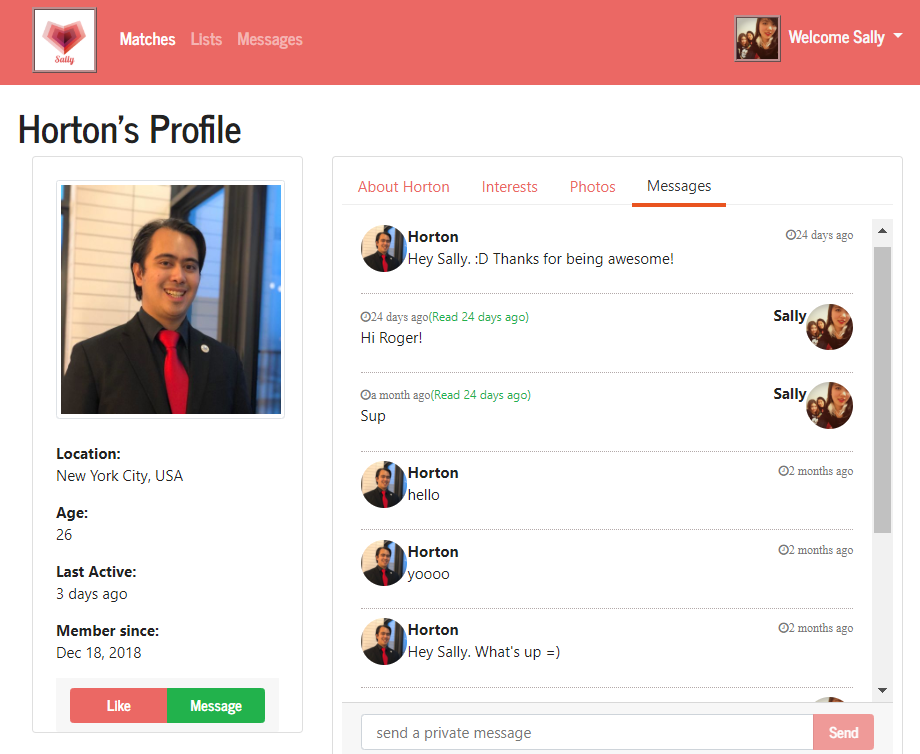 Sally
Matches Lists Messages
Welcome Sally
Horton's Profile
Location:
New York City, USA
Age:
26
Last Active:
3 days ago
Member since:
Dec 18, 2018
Like Message
About Horton Interests Photos Messages
Horton 24 days ago
Hey Sally. :D Thanks for being awesome!
24 days ago(Read 24 days ago) Sally
Hi Roger!
a month ago(Read 24 days ago) Sally
Sup
Horton 2 months ago
hello
Horton 2 months ago
yoooo
Horton 2 months ago
Hey Sally. What's up =)
send a private message Send